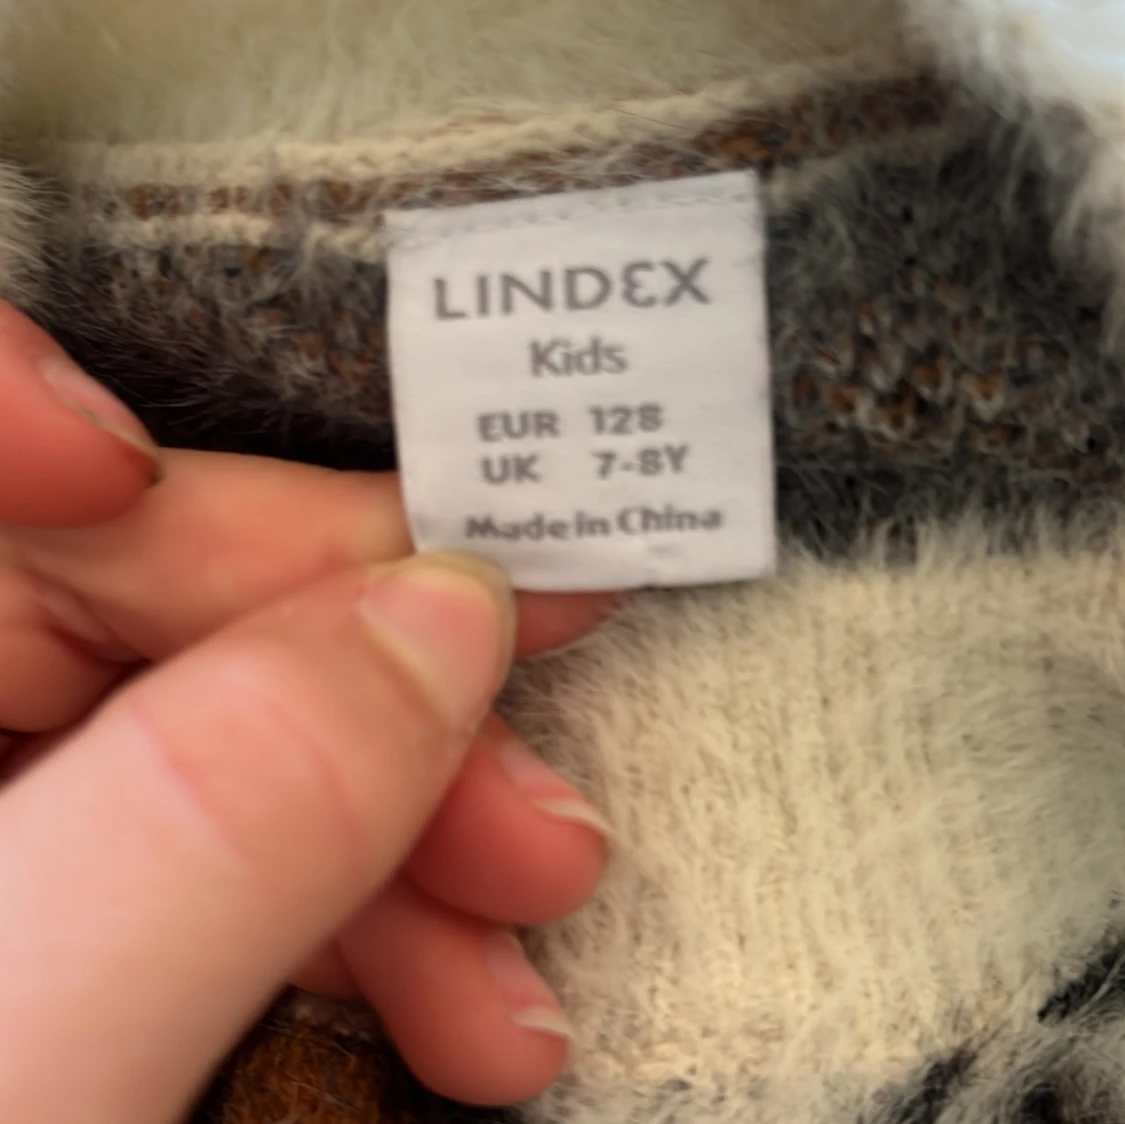 LINDEX
Kids
EUR 128
UK 7-8Y
Made in China